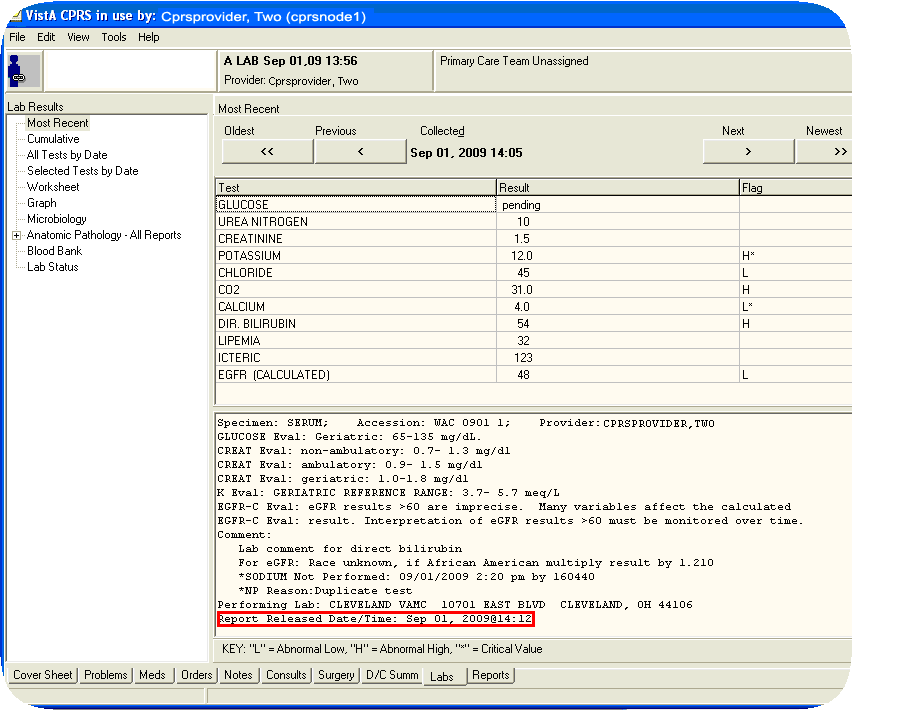 VistA CPRS in use by: Cprsprovider, Two (cprsnode1)
File Edit View Tools Help
A LAB Sep 01,09 13:56
Provider: Cprsprovider, Two
Primary Care Team Unassigned
Lab Results
Most Recent
Cumulative
All Tests by Date
Selected Tests by Date
Worksheet
Graph
Microbiology
Anatomic Pathology - All Reports
Blood Bank
Lab Status
Most Recent
Oldest Previous Collected Next Newest
<< < Sep 01, 2009 14:05 > >>
Test Result Flag
GLUCOSE pending
UREA NITROGEN 10
CREATININE 1.5
POTASSIUM 12.0 H*
CHLORIDE 45 L
CO2 31.0 H
CALCIUM 4.0 L*
DIR. BILIRUBIN 54 H
LIPEMIA 32
ICTERIC 123
EGFR (CALCULATED) 48 L
Specimen: SERUM; Accession: WAC 0901 1; Provider: CPRSPROVIDER,TWO
GLUCOSE Eval: Geriatric: 65-135 mg/dL.
CREAT Eval: non-ambulatory: 0.7- 1.3 mg/dl
CREAT Eval: ambulatory: 0.9- 1.5 mg/dl
CREAT Eval: geriatric: 1.0-1.8 mg/dl
K Eval: GERIATRIC REFERENCE RANGE: 3.7- 5.7 meq/L
EGFR-C Eval: eGFR results >60 are imprecise. Many variables affect the calculated
EGFR-C Eval: result. Interpretation of eGFR results >60 must be monitored over time.
Comment:
Lab comment for direct bilirubin
For eGFR: Race unknown, if African American multiply result by 1.210
*SODIUM Not Performed: 09/01/2009 2:20 pm by 160440
*NP Reason:Duplicate test
Performing Lab: CLEVELAND VAMC 10701 EAST BLVD CLEVELAND, OH 44106
Report Released Date/Time: Sep 01, 2009@14:12
KEY: "L" = Abnormal Low, "H" = Abnormal High, "*" = Critical Value
Cover Sheet Problems Meds Orders Notes Consults Surgery D/C Summ Labs Reports